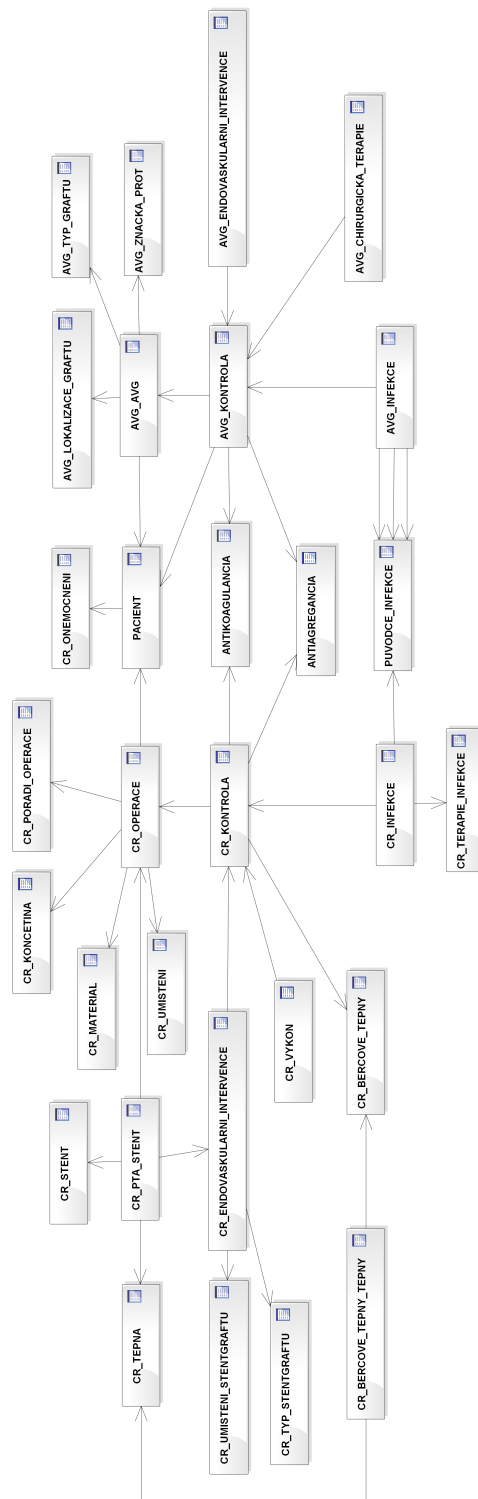 CR_PORADI_OPERACE
CR_KONCETINA
AVG_TYP_GRAFTU
AVG_LOKALIZACE_GRAFTU
CR_ONEMOCNENI
CR_MATERIAL
CR_STENT
AVG_ZNACKA_PROT
AVG_AVG
PACIENT
CR_OPERACE
CR_UMISTENI
CR_PTA_STENT
CR_TEPNA
AVG_ENDOVASKULARNI_INTERVENCE
AVG_KONTROLA
ANTIKOAGULANCIA
CR_KONTROLA
CR_ENDOVASKULARNI_INTERVENCE
CR_UMISTENI_STENTGRAFTU
ANTIAGREGANCIA
CR_VYKON
CR_TYP_STENTGRAFTU
AVG_CHIRURGICKA_TERAPIE
AVG_INFEKCE
PUVODCE_INFEKCE
CR_INFEKCE
CR_BERCOVE_TEPNY
CR_BERCOVE_TEPNY_TEPNY
CR_TERAPIE_INFEKCE